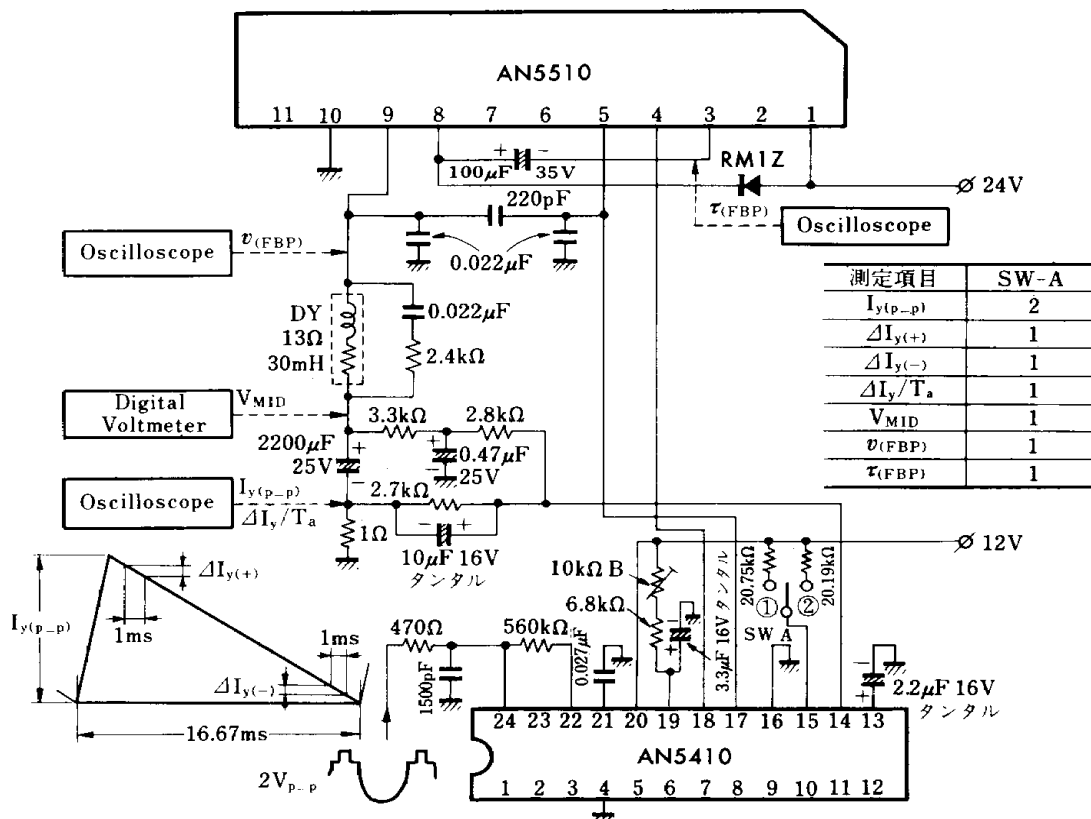 AN5510
11 10 9 8 7 6 5 4 3 2 1
RM1Z
+ −
100μF 35V
24V
τ(FBP)
220pF
Oscilloscope
Oscilloscope
v(FBP)
0.022μF
測定項目 SW-A
Iy(p-p) 2
ΔIy(+) 1
ΔIy(-) 1
ΔIy/Ta 1
VMID 1
v(FBP) 1
τ(FBP) 1
DY
13Ω
30mH
0.022μF
2.4kΩ
Digital
Voltmeter
VMID
3.3kΩ
2.8kΩ
2200μF
25V
+
−
+
−
0.47μF
25V
Oscilloscope
Iy(p-p)
ΔIy/Ta
2.7kΩ
1Ω
− +
10μF 16V
タンタル
12V
10kΩ B
6.8kΩ
−
+
3.3μF 16Vタンタル
20.75kΩ
20.19kΩ
① ②
SW A
Iy(p-p)
ΔIy(+)
1ms
1ms
ΔIy(-)
16.67ms
470Ω
560kΩ
1500pF
0.027μF
−
+
2.2μF 16V
タンタル
2Vp-p
24 23 22 21 20 19 18 17 16 15 14 13
AN5410
1 2 3 4 5 6 7 8 9 10 11 12